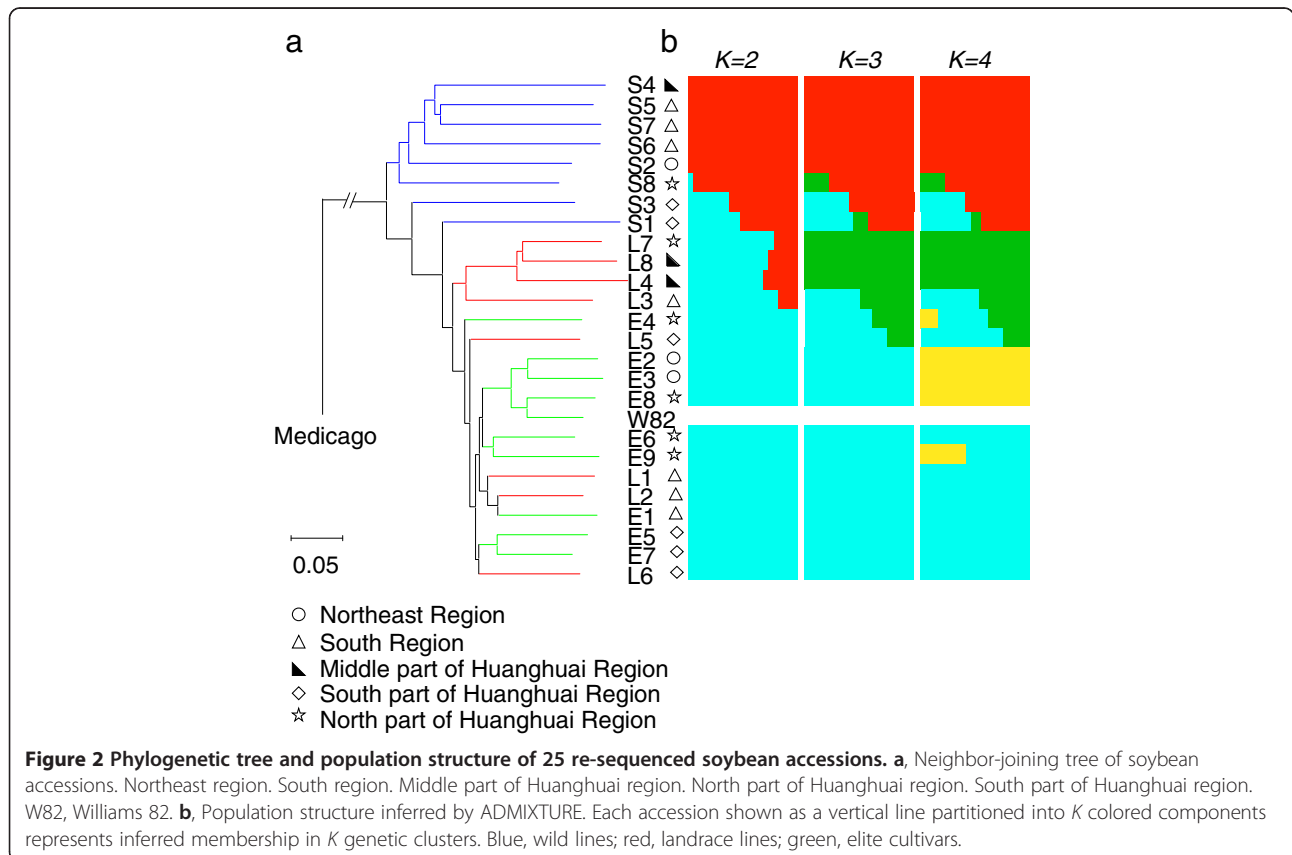 a
b
K=2 K=3 K=4
S4
S5
S7
S6
S2
S8
S3
S1
L7
L8
L4
L3
E4
L5
E2
E3
E8
W82
E6
E9
L1
L2
E1
E5
E7
L6
Medicago
0.05
Northeast Region
South Region
Middle part of Huanghuai Region
South part of Huanghuai Region
North part of Huanghuai Region
Figure 2 Phylogenetic tree and population structure of 25 re-sequenced soybean accessions. a, Neighbor-joining tree of soybean
accessions. Northeast region. South region. Middle part of Huanghuai region. North part of Huanghuai region. South part of Huanghuai region.
W82, Williams 82. b, Population structure inferred by ADMIXTURE. Each accession shown as a vertical line partitioned into K colored components
represents inferred membership in K genetic clusters. Blue, wild lines; red, landrace lines; green, elite cultivars.